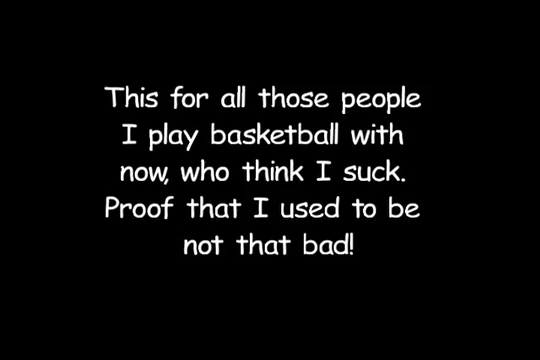 This for all those people
I play basketball with
now, who think I suck.
Proof that I used to be
not that bad!